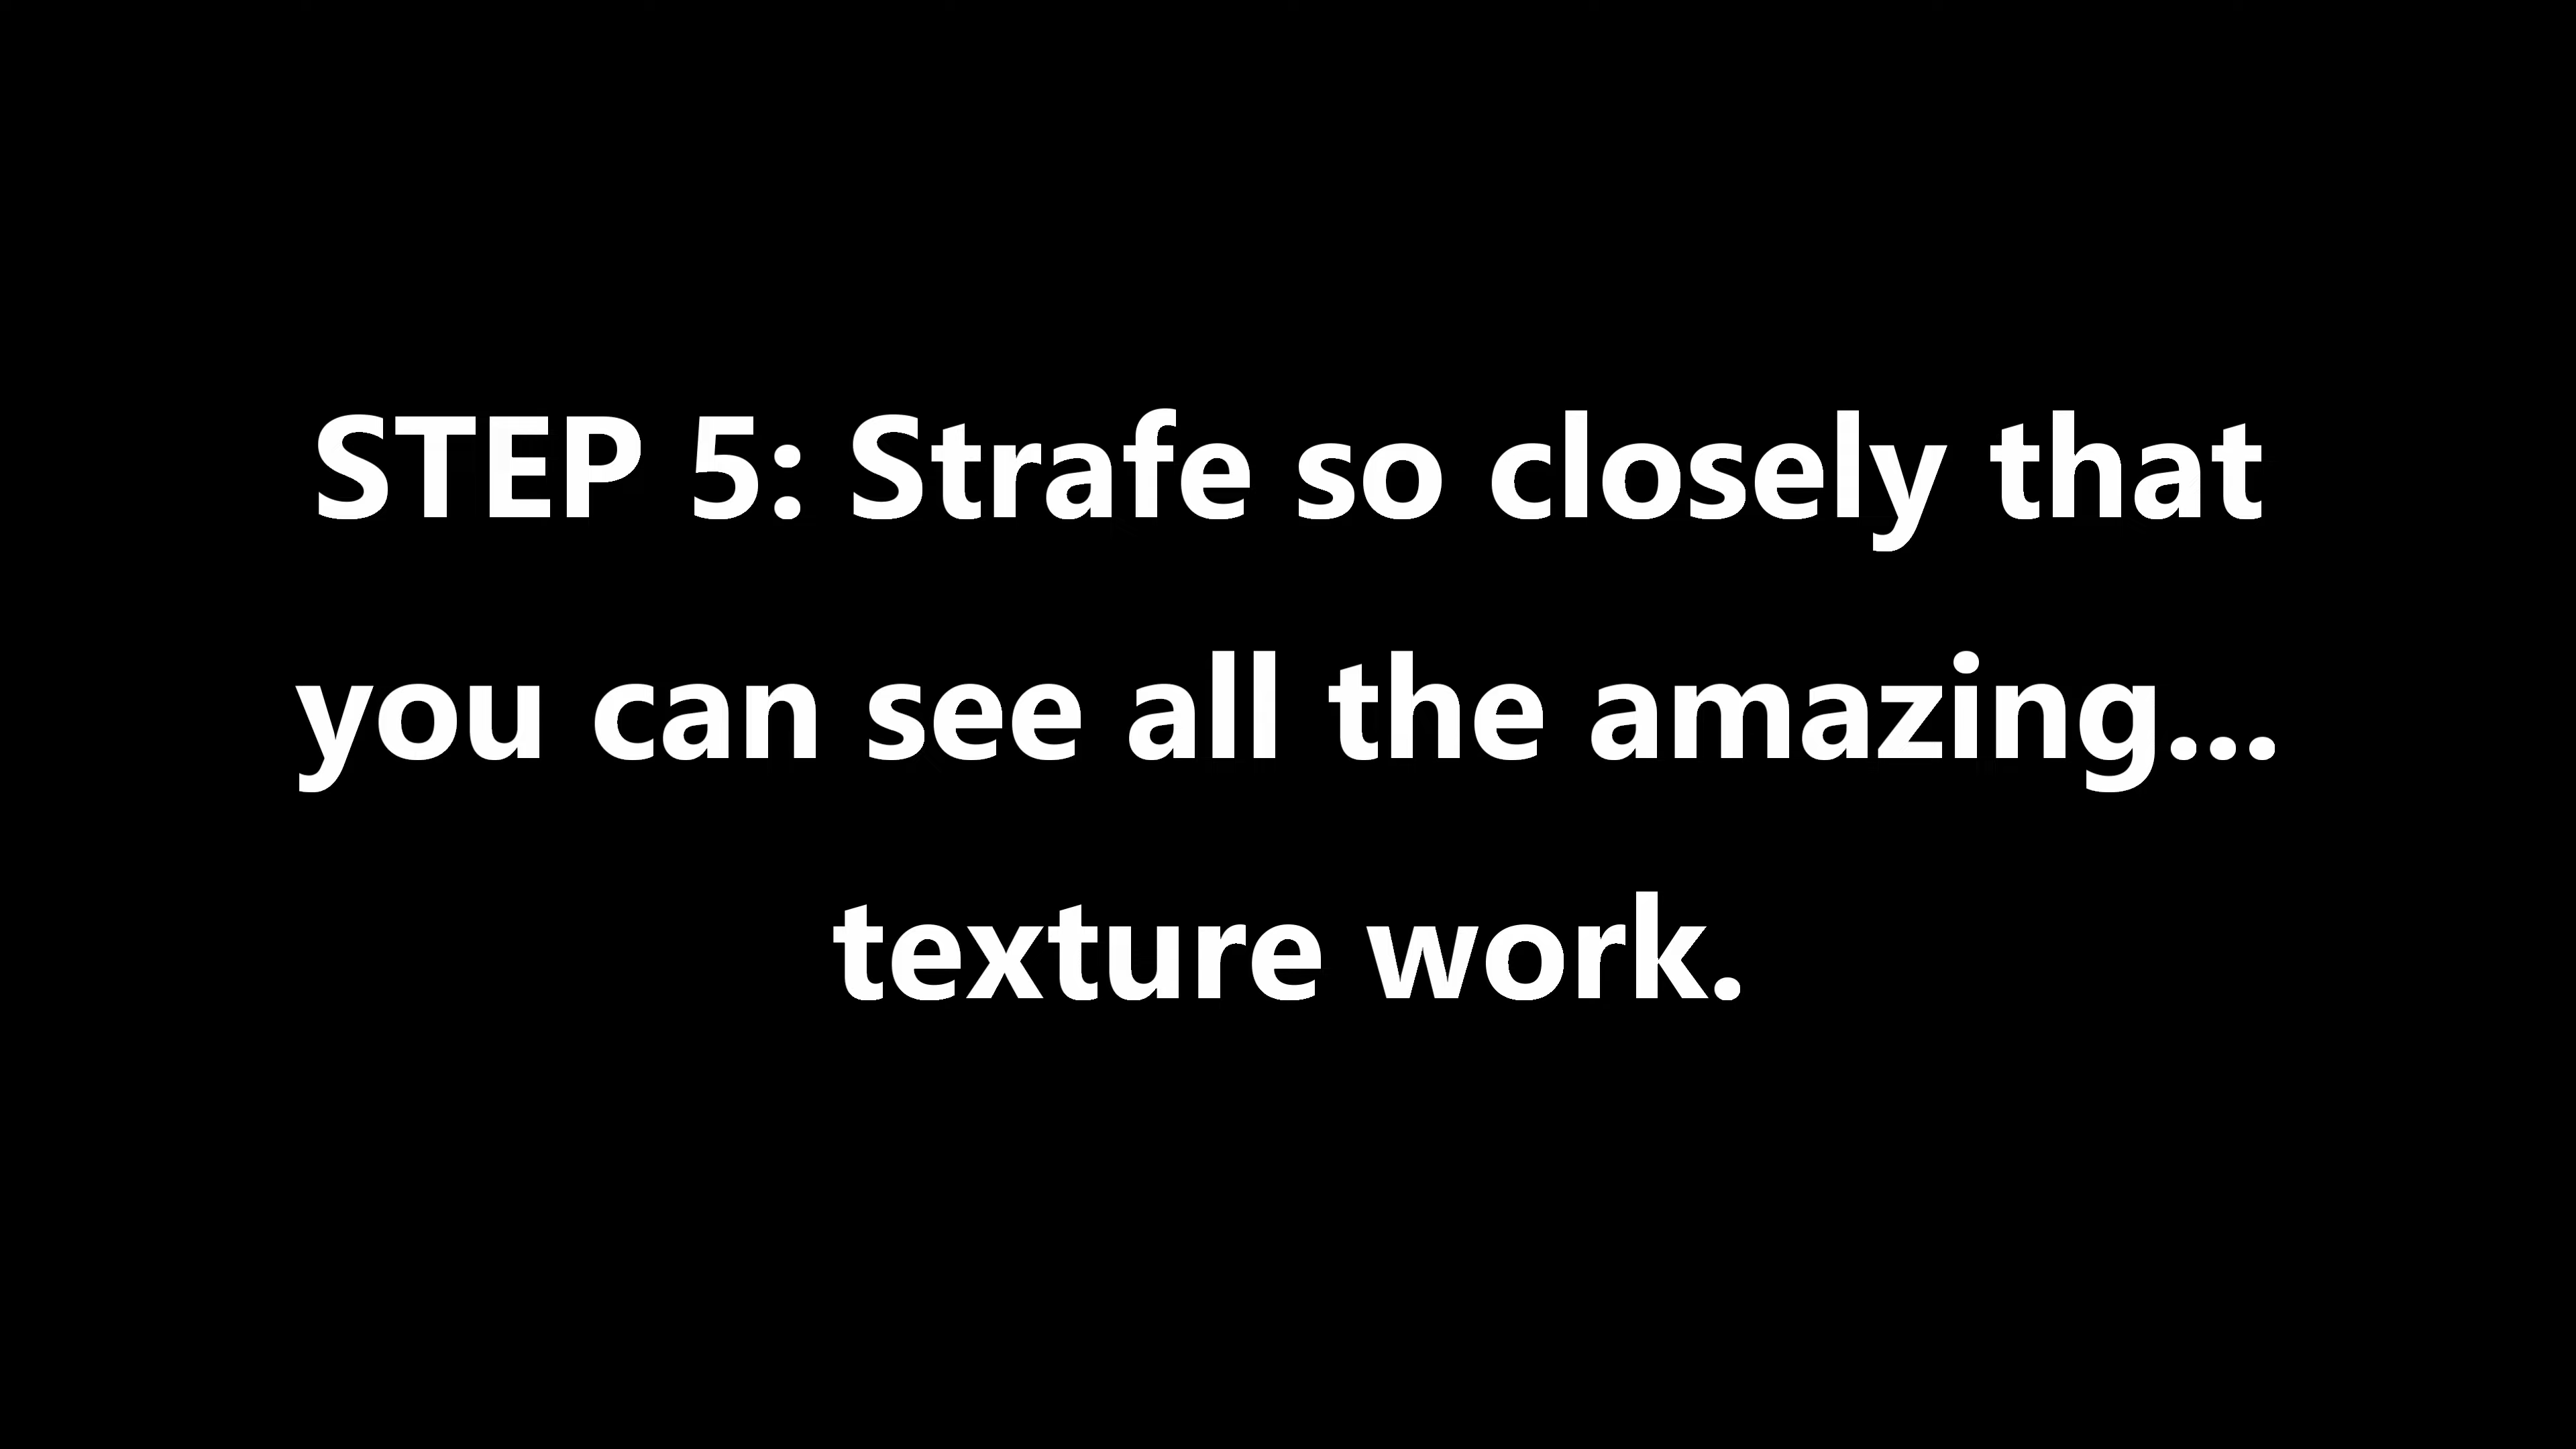 STEP 5: Strafe so closely that
you can see all the amazing...
texture work.